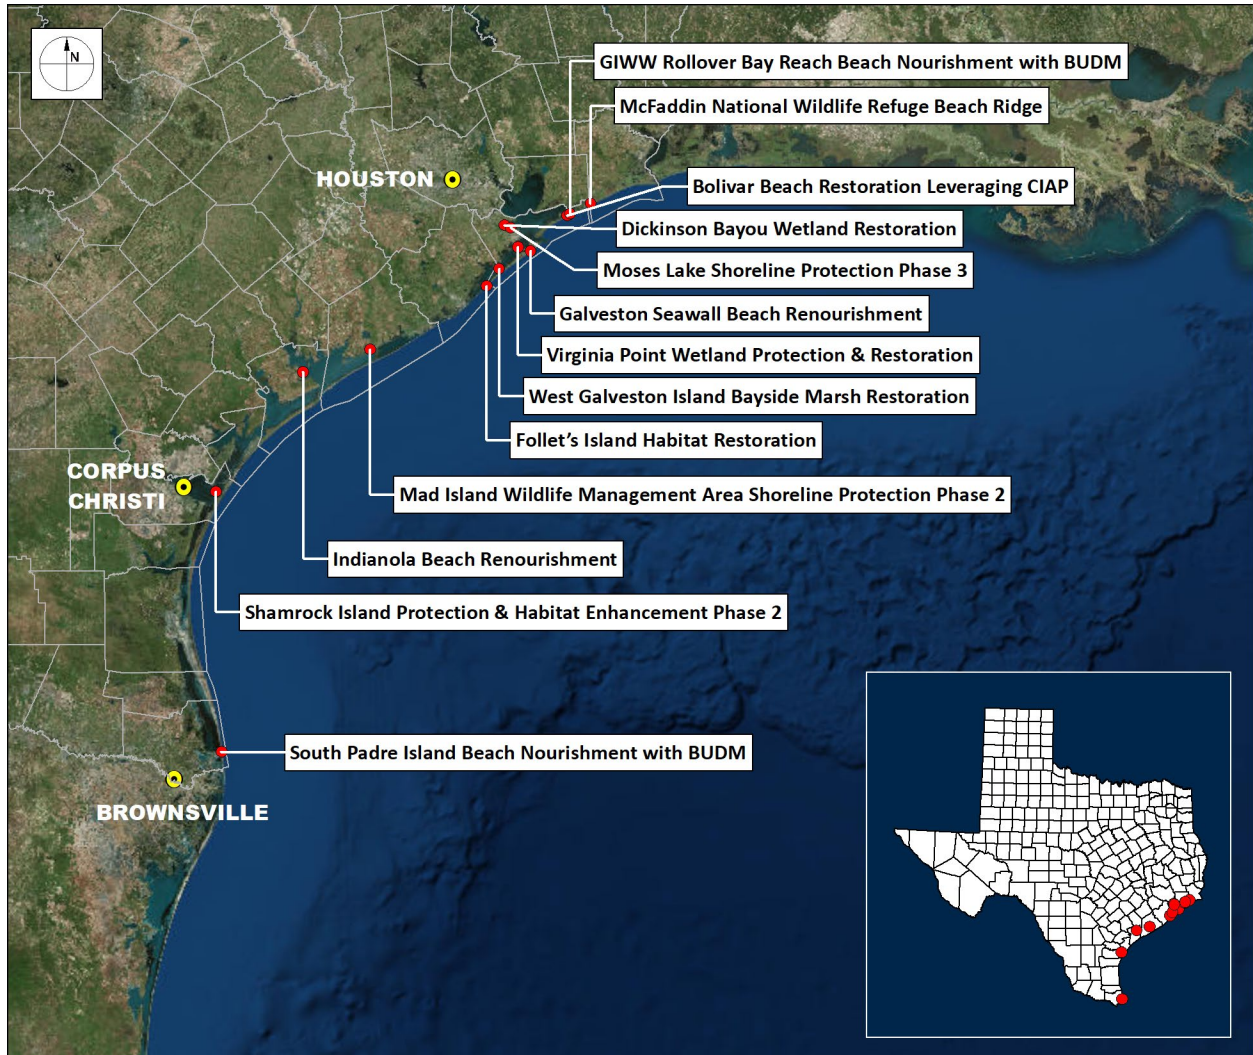 N
GIWW Rollover Bay Reach Beach Nourishment with BUDM
McFaddin National Wildlife Refuge Beach Ridge
HOUSTON
Bolivar Beach Restoration Leveraging CIAP
Dickinson Bayou Wetland Restoration
Moses Lake Shoreline Protection Phase 3
Galveston Seawall Beach Renourishment
Virginia Point Wetland Protection & Restoration
West Galveston Island Bayside Marsh Restoration
Follet’s Island Habitat Restoration
CORPUS
CHRISTI
Mad Island Wildlife Management Area Shoreline Protection Phase 2
Indianola Beach Renourishment
Shamrock Island Protection & Habitat Enhancement Phase 2
South Padre Island Beach Nourishment with BUDM
BROWNSVILLE